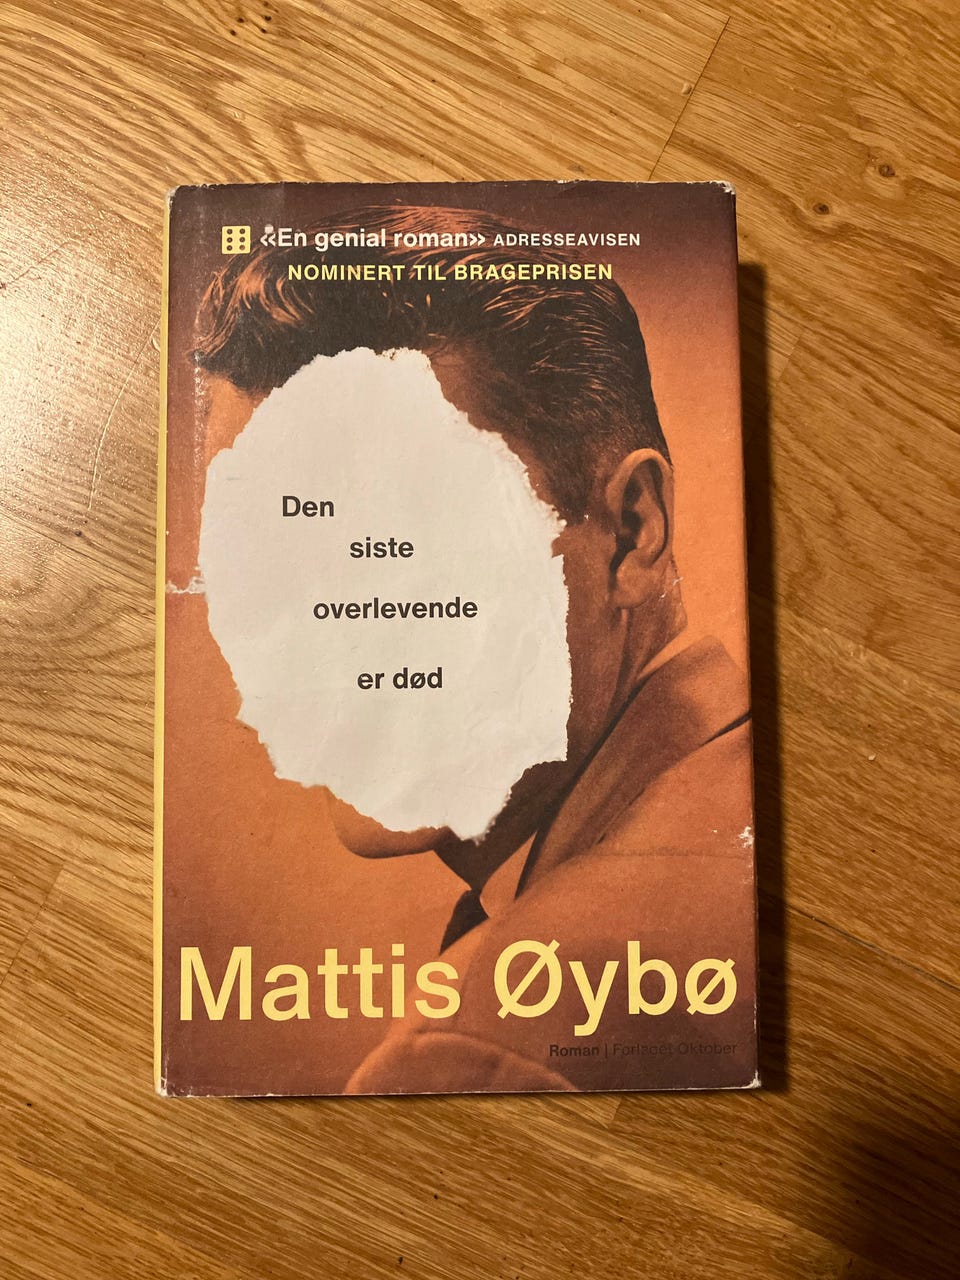 «En genial roman» ADRESSEAVISEN
NOMINERT TIL BRAGEPRISEN
Den
siste
overlevende
er død
Mattis Øybø
Roman | Forlaget Oktober